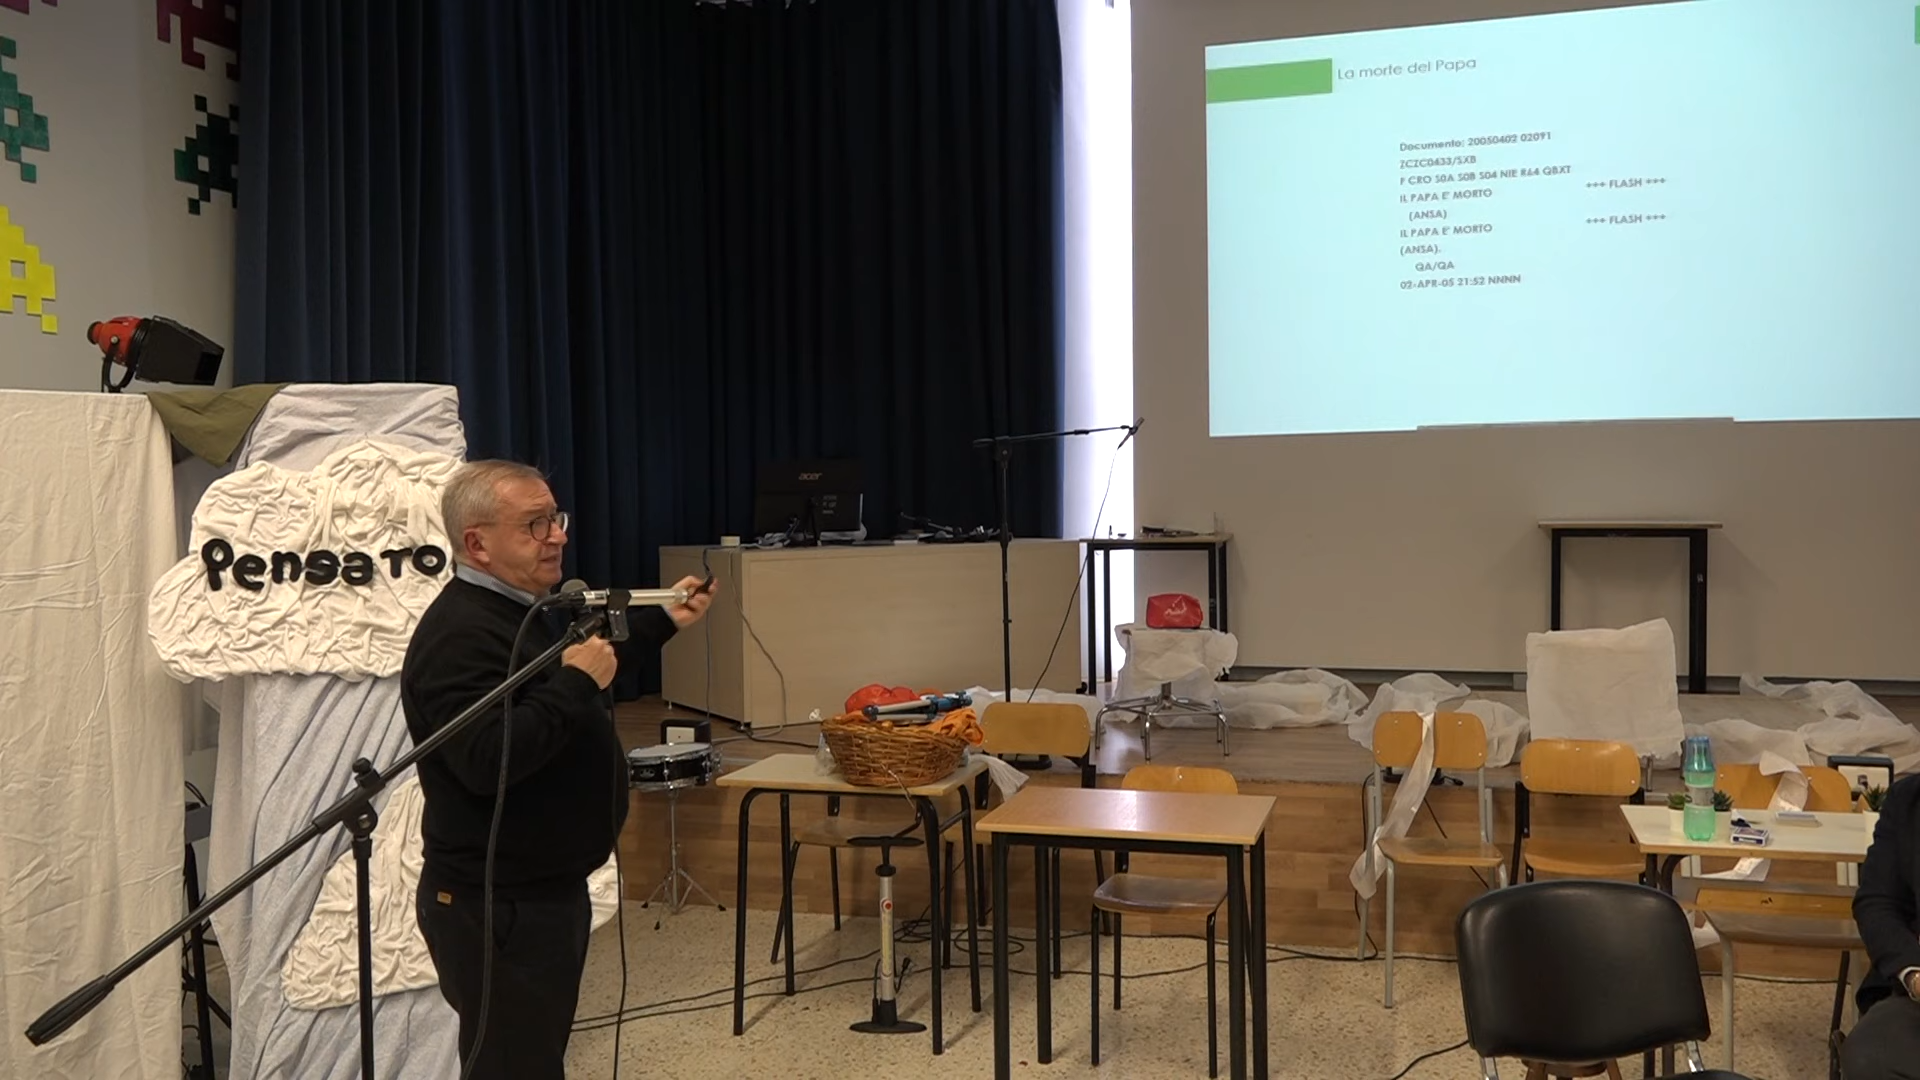 La morte del Papa
Documento: 20050402 02091
ZCZC0433/SXB
F CRO S0A S0B S04 NIE R64 QBXT
IL PAPA E' MORTO +++ FLASH +++
(ANSA)
IL PAPA E' MORTO +++ FLASH +++
(ANSA).
QA/QA
02-APR-05 21:52 NNNN
Pensato
acer